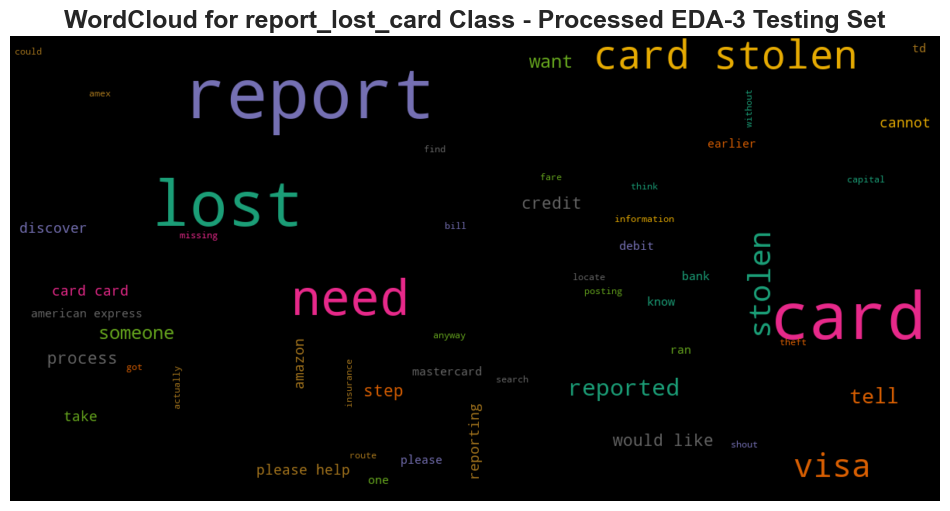 WordCloud for report_lost_card Class - Processed EDA-3 Testing Set
could
want
card stolen
td
report
amex
without
cannot
earlier
find
fare
think
capital
lost
credit
information
discover
missing
bill
debit
stolen
need
locate
bank
card card
posting
know
card
american express
someone
anyway
theft
process
got
amazon
ran
actually
insurance
mastercard
search
step
reported
tell
take
reporting
would like
shout
route
please help
please
visa
one